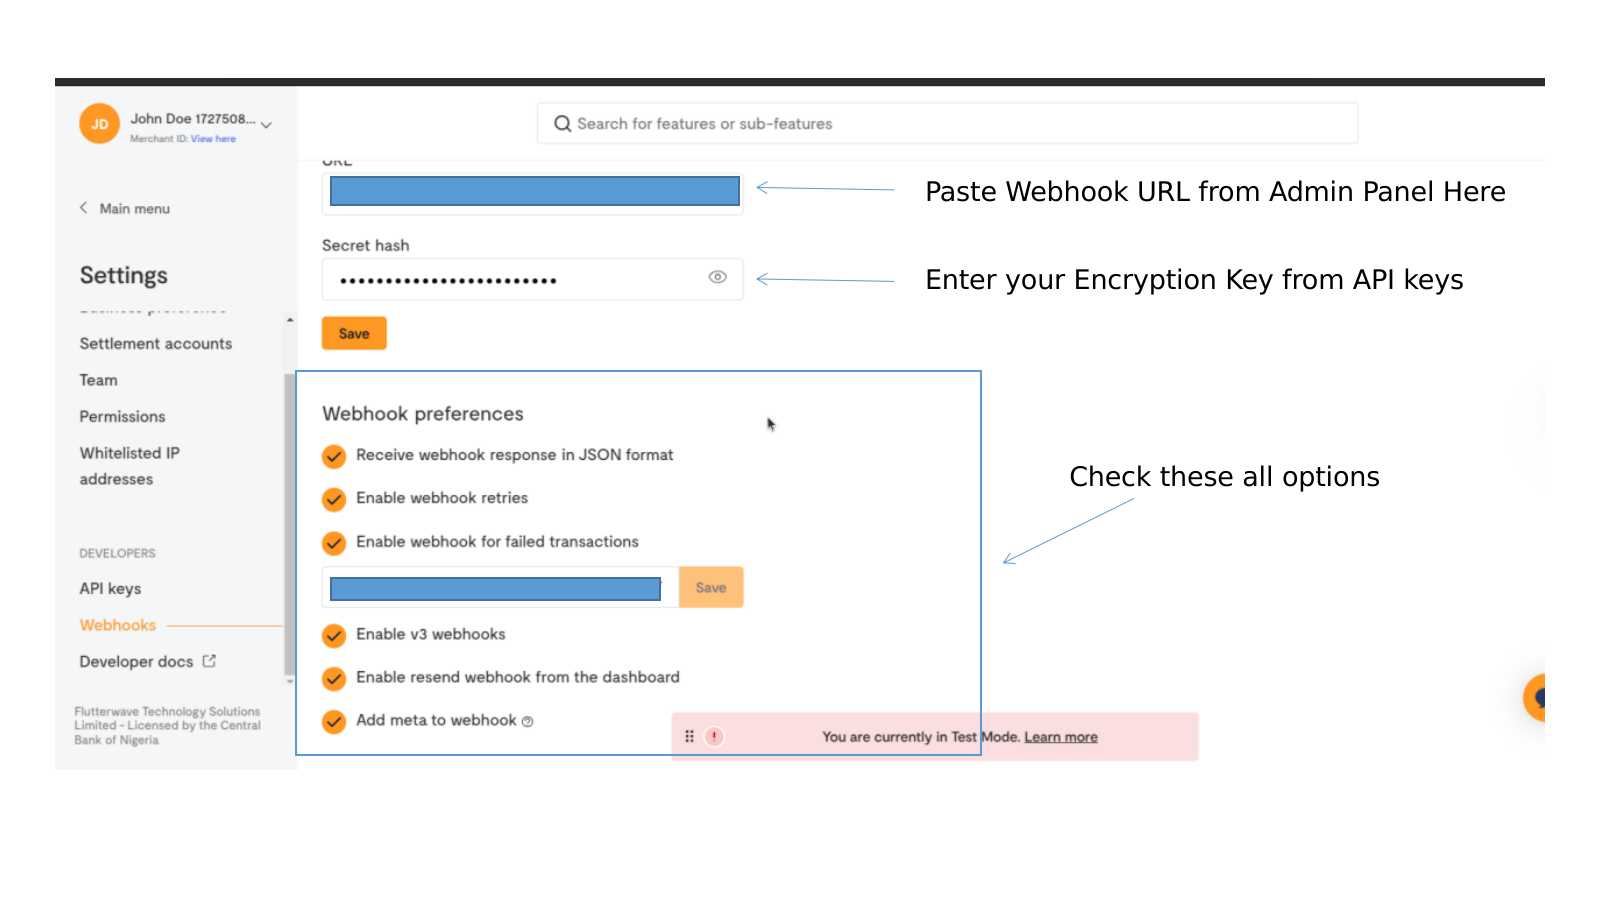 JD
John Doe 1727508...
Merchant ID: View here
Search for features or sub-features
URL
Paste Webhook URL from Admin Panel Here
Main menu
Secret hash
Settings
Enter your Encryption Key from API keys
Business preference
Save
Settlement accounts
Team
Permissions
Whitelisted IP
addresses
Webhook preferences
Receive webhook response in JSON format
Check these all options
Enable webhook retries
Enable webhook for failed transactions
Save
DEVELOPERS
API keys
Webhooks
Developer docs
Enable v3 webhooks
Enable resend webhook from the dashboard
Add meta to webhook
Flutterwave Technology Solutions
Limited - Licensed by the Central
Bank of Nigeria
You are currently in Test Mode. Learn more